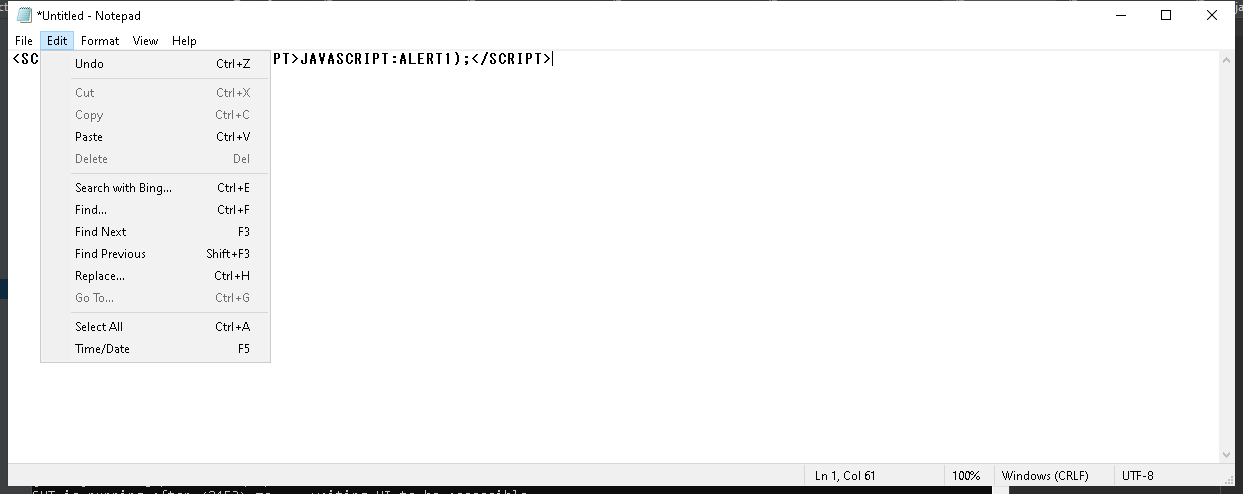 *Untitled - Notepad
File Edit Format View Help
<SC PT>JAVASCRIPT:ALERT1);</SCRIPT>
Undo Ctrl+Z
Cut Ctrl+X
Copy Ctrl+C
Paste Ctrl+V
Delete Del
Search with Bing... Ctrl+E
Find... Ctrl+F
Find Next F3
Find Previous Shift+F3
Replace... Ctrl+H
Go To... Ctrl+G
Select All Ctrl+A
Time/Date F5
Ln 1, Col 61 100% Windows (CRLF) UTF-8